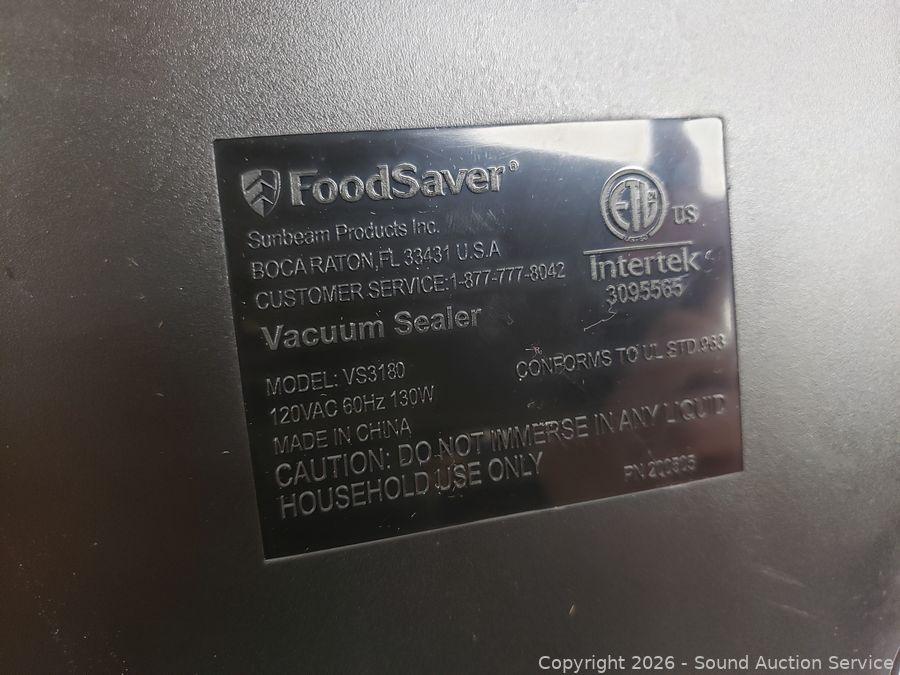 FoodSaver®
Sunbeam Products Inc.
BOCA RATON, FL 33431 U.S.A
CUSTOMER SERVICE:1-877-777-8042
Vacuum Sealer
MODEL: VS3180
120VAC 60Hz 130W
MADE IN CHINA
CAUTION: DO NOT IMMERSE IN ANY LIQUID
HOUSEHOLD USE ONLY
ETL US
Intertek
3095565
CONFORMS TO UL STD.
PN
Copyright 2026 - Sound Auction Service